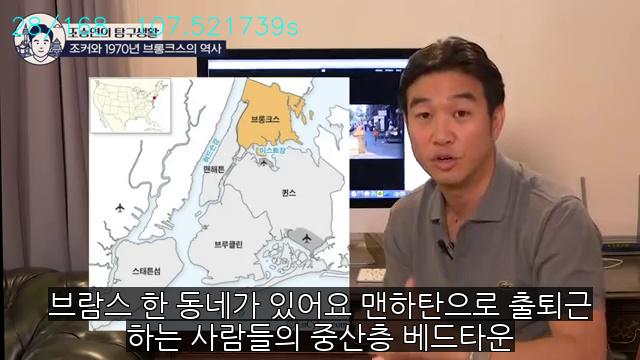 28/168 107.521739s
조승연의 탐구생활
조커와 1970년 브롱크스의 역사
브롱크스
허드슨강
이스트강
맨해튼
퀸스
브루클린
스태튼섬
브람스 한 동네가 있어요 맨하탄으로 출퇴근
하는 사람들의 중산층 베드타운